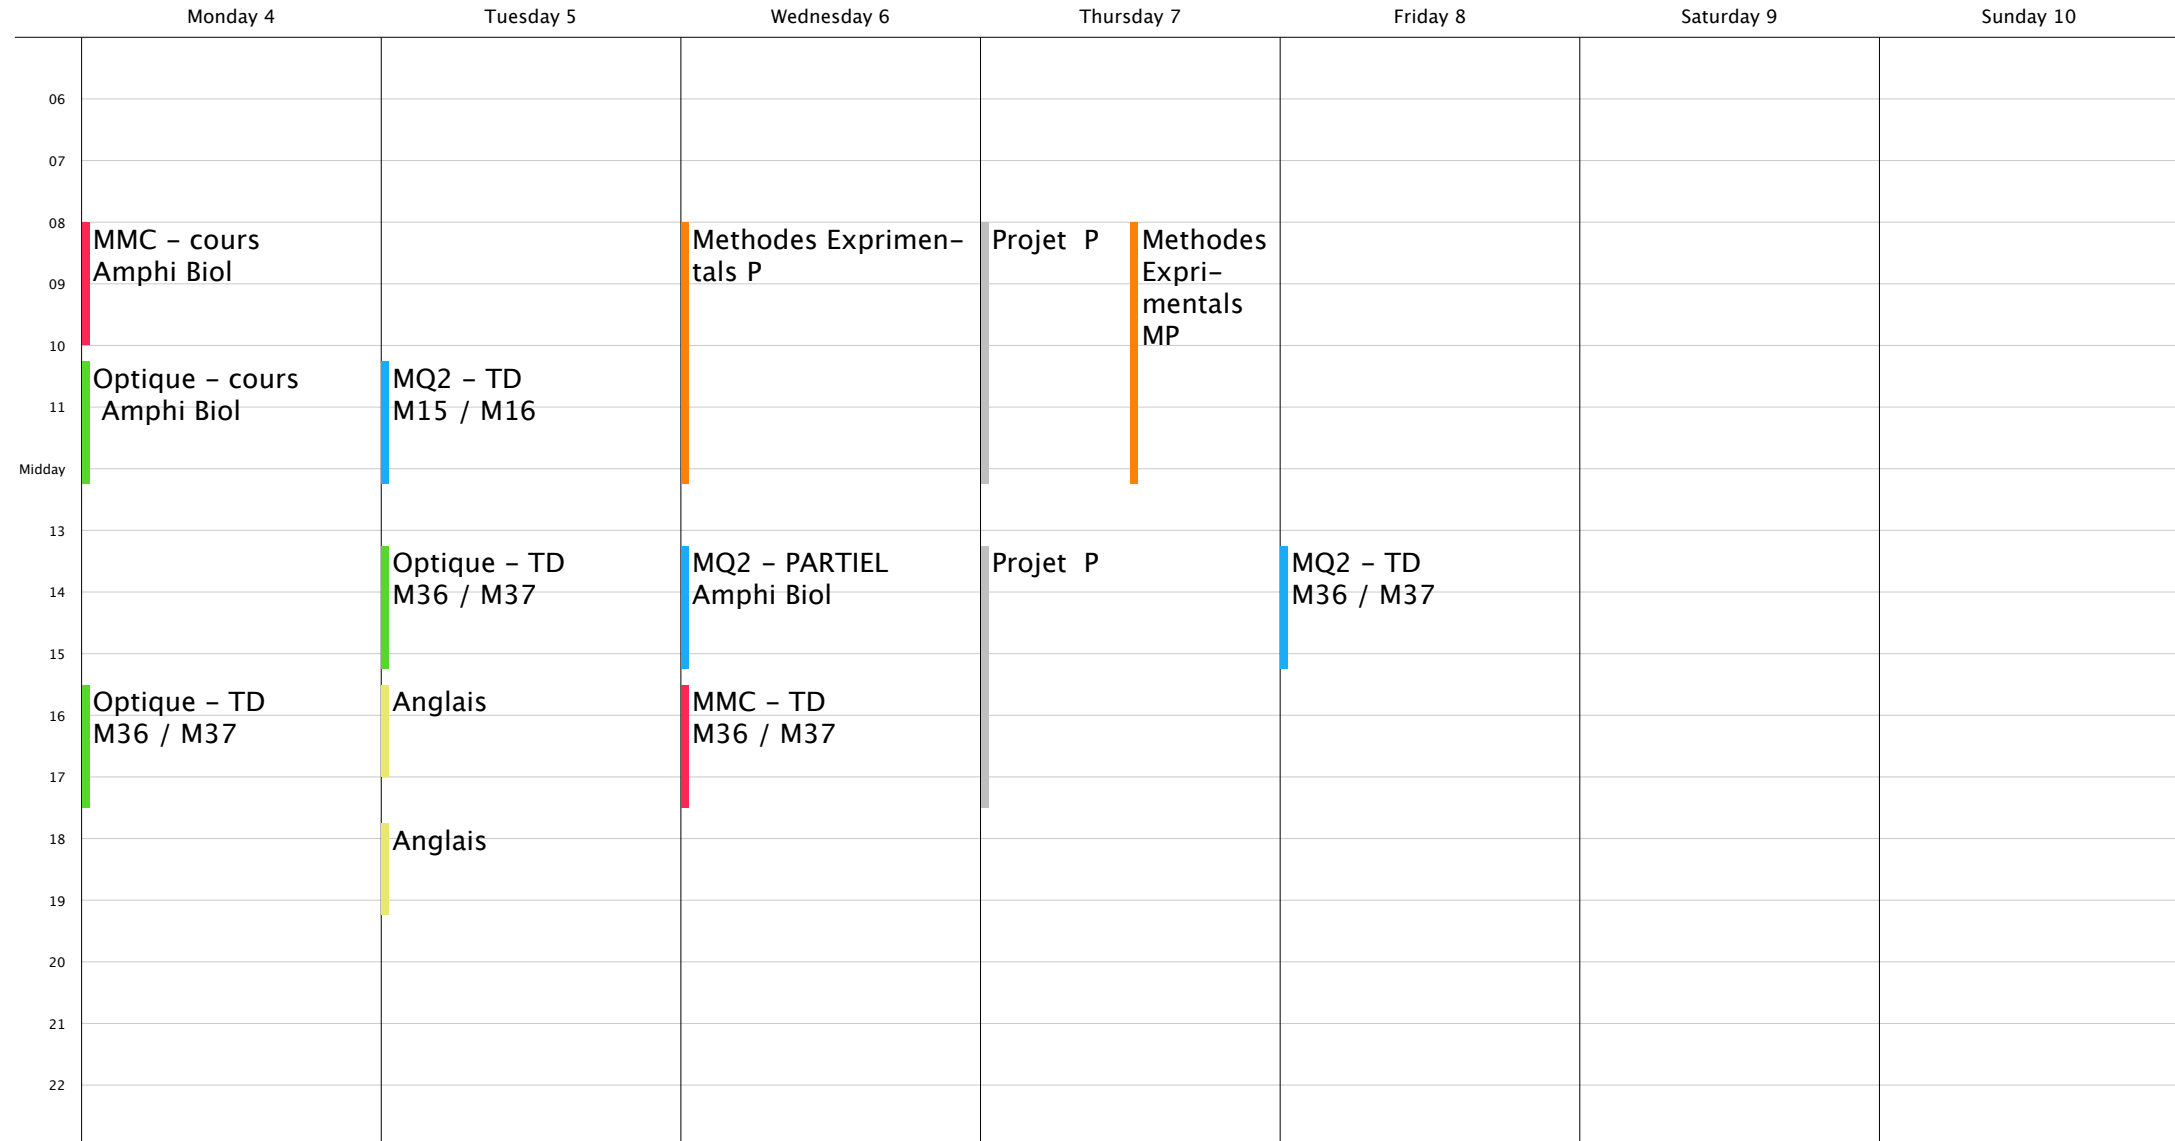 Monday 4
Tuesday 5
Wednesday 6
Thursday 7
Friday 8
Saturday 9
Sunday 10
06
07
08
09
10
11
Midday
13
14
15
16
17
18
19
20
21
22
MMC – cours
Amphi Biol
Optique – cours
Amphi Biol
Optique – TD
M36 / M37
MQ2 – TD
M15 / M16
Optique – TD
M36 / M37
Anglais
Anglais
Methodes Exprimen–
tals P
MQ2 – PARTIEL
Amphi Biol
MMC – TD
M36 / M37
Projet P
Methodes
Expri–
mentals
MP
Projet P
MQ2 – TD
M36 / M37